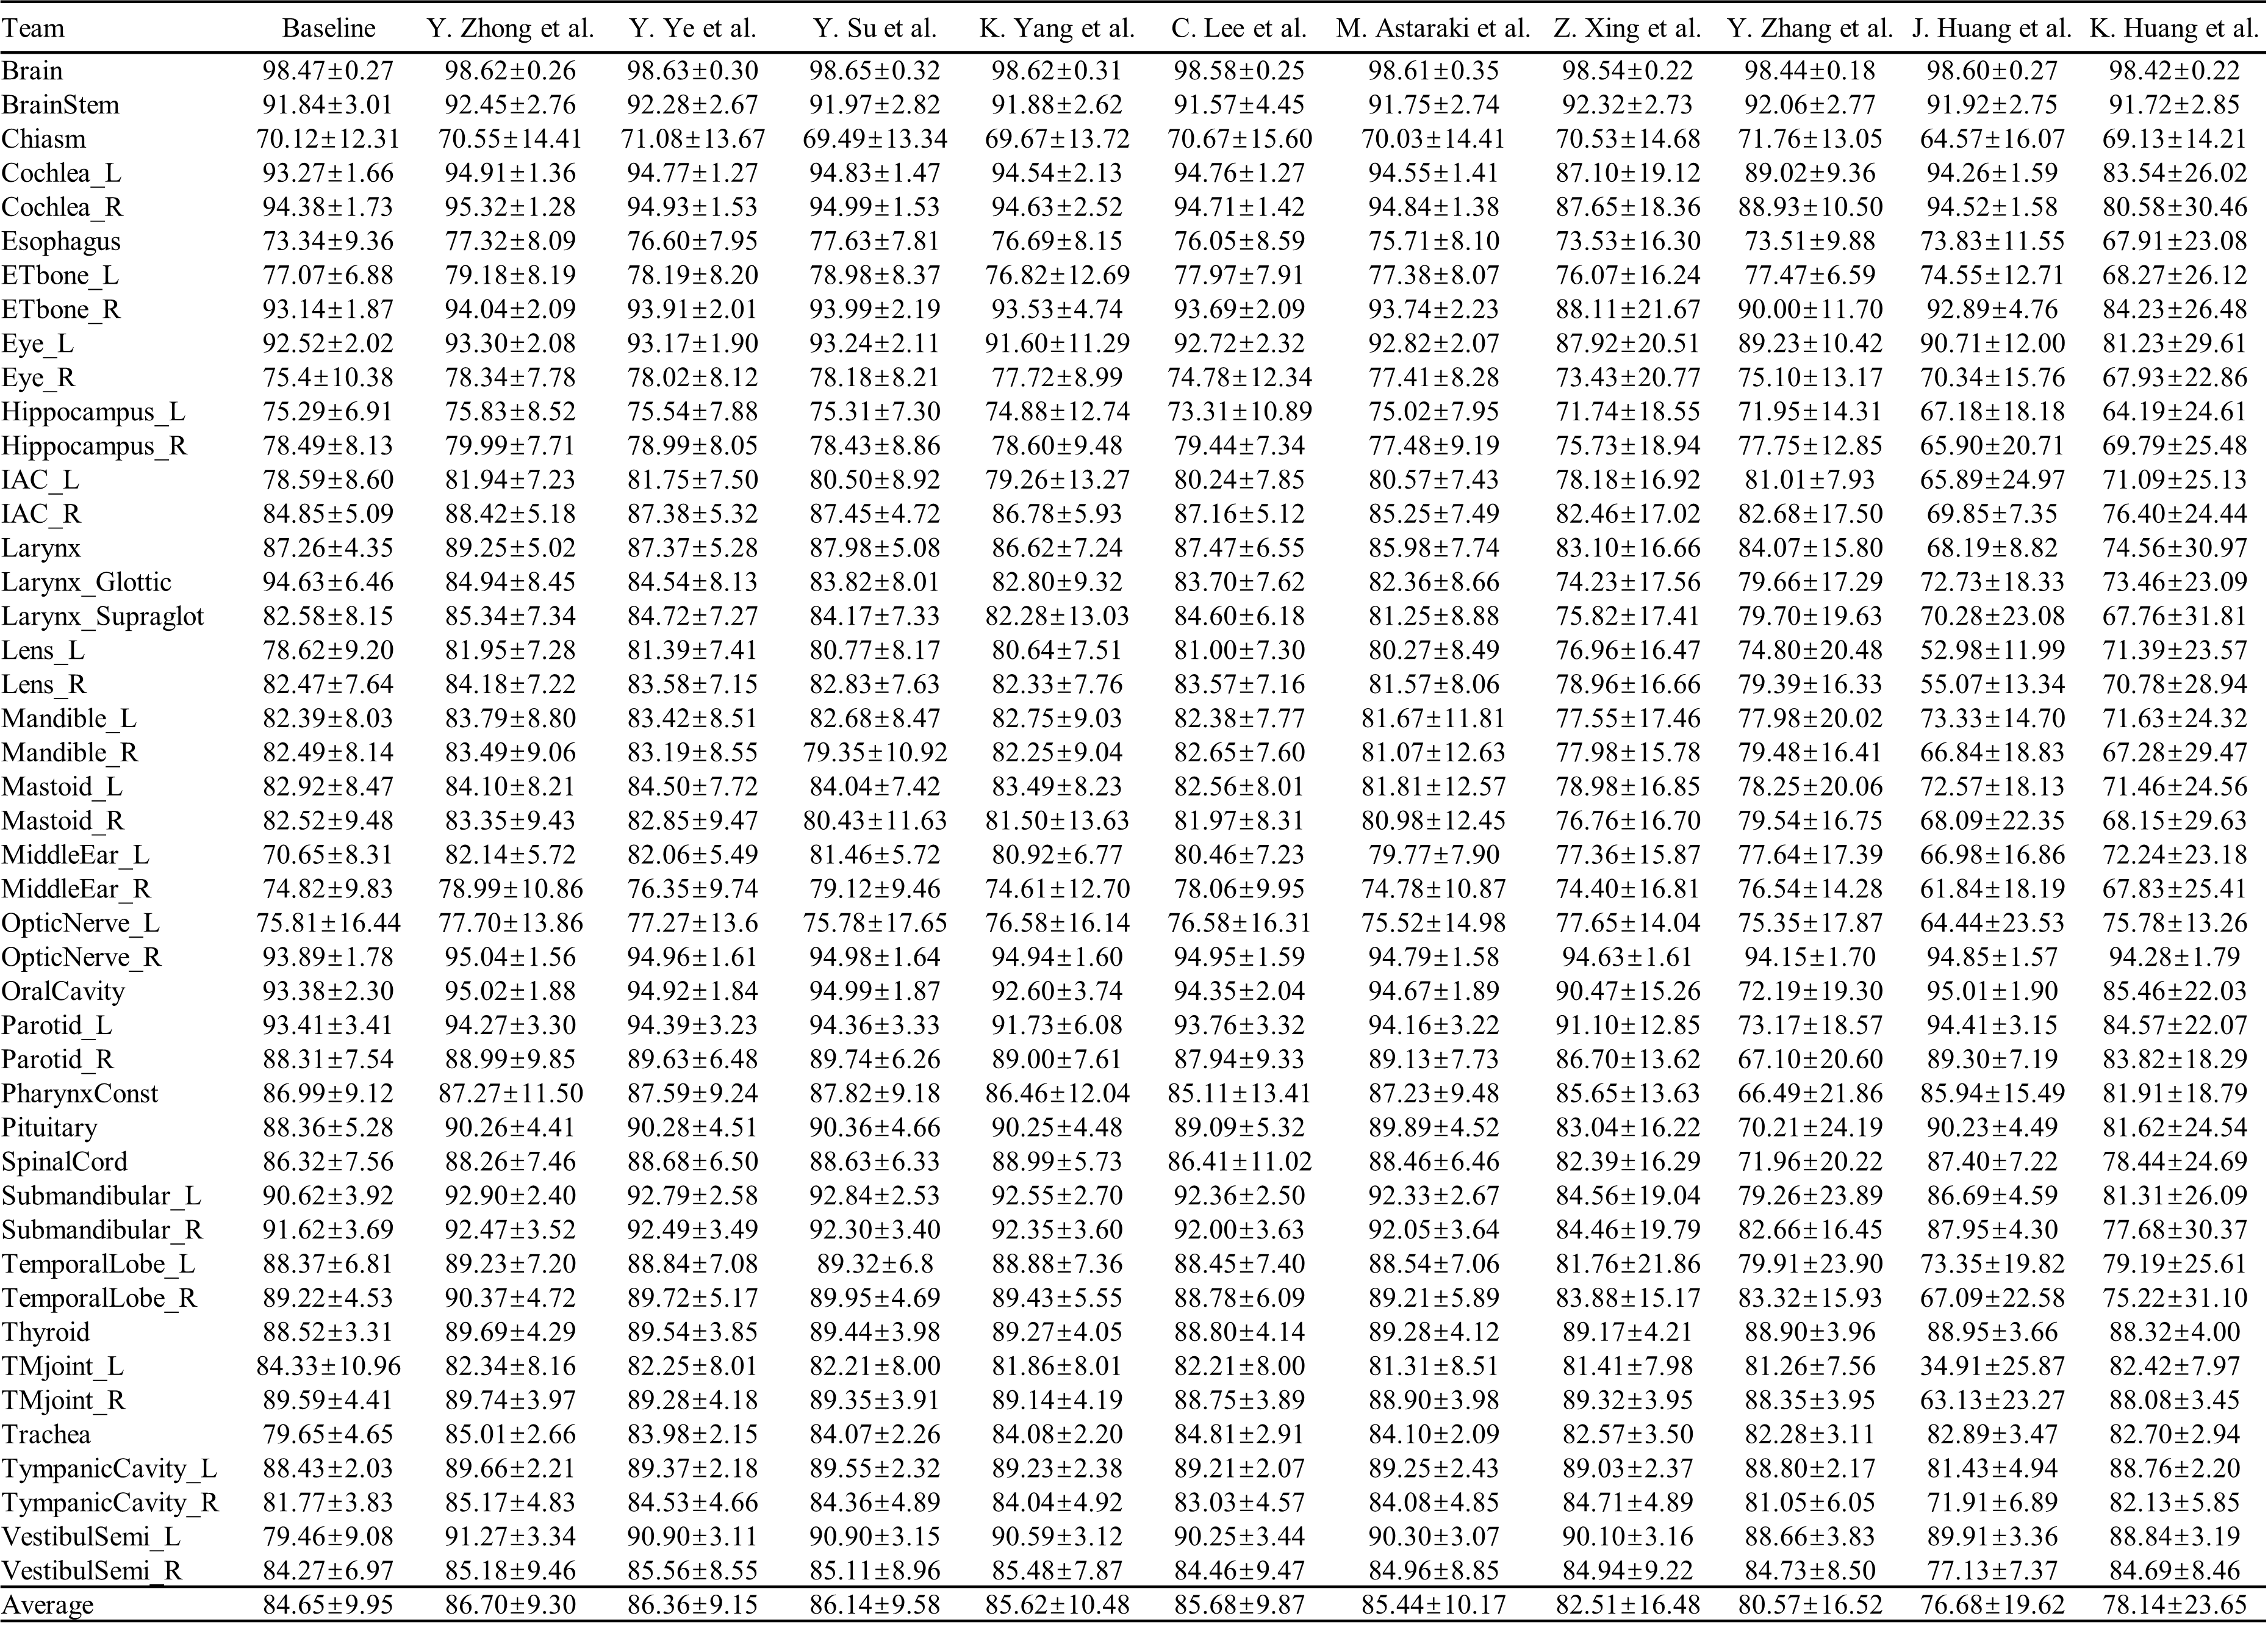 Team Baseline Y. Zhong et al. Y. Ye et al. Y. Su et al. K. Yang et al. C. Lee et al. M. Astaraki et al. Z. Xing et al. Y. Zhang et al. J. Huang et al. K. Huang et al.
Brain 98.47±0.27 98.62±0.26 98.63±0.30 98.65±0.32 98.62±0.31 98.58±0.25 98.61±0.35 98.54±0.22 98.44±0.18 98.60±0.27 98.42±0.22
BrainStem 91.84±3.01 92.45±2.76 92.28±2.67 91.97±2.82 91.88±2.62 91.57±4.45 91.75±2.74 92.32±2.73 92.06±2.77 91.92±2.75 91.72±2.85
Chiasm 70.12±12.31 70.55±14.41 71.08±13.67 69.49±13.34 69.67±13.72 70.67±15.60 70.03±14.41 70.53±14.68 71.76±13.05 64.57±16.07 69.13±14.21
Cochlea_L 93.27±1.66 94.91±1.36 94.77±1.27 94.83±1.47 94.54±2.13 94.76±1.27 94.55±1.41 87.10±19.12 89.02±9.36 94.26±1.59 83.54±26.02
Cochlea_R 94.38±1.73 95.32±1.28 94.93±1.53 94.99±1.53 94.63±2.52 94.71±1.42 94.84±1.38 87.65±18.36 88.93±10.50 94.52±1.58 80.58±30.46
Esophagus 73.34±9.36 77.32±8.09 76.60±7.95 77.63±7.81 76.69±8.15 76.05±8.59 75.71±8.10 73.53±16.30 73.51±9.88 73.83±11.55 67.91±23.08
ETbone_L 77.07±6.88 79.18±8.19 78.19±8.20 78.98±8.37 76.82±12.69 77.97±7.91 77.38±8.07 76.07±16.24 77.47±6.59 74.55±12.71 68.27±26.12
ETbone_R 93.14±1.87 94.04±2.09 93.91±2.01 93.99±2.19 93.53±4.74 93.69±2.09 93.74±2.23 88.11±21.67 90.00±11.70 92.89±4.76 84.23±26.48
Eye_L 92.52±2.02 93.30±2.08 93.17±1.90 93.24±2.11 91.60±11.29 92.72±2.32 92.82±2.07 87.92±20.51 89.23±10.42 90.71±12.00 81.23±29.61
Eye_R 75.4±10.38 78.34±7.78 78.02±8.12 78.18±8.21 77.72±8.99 74.78±12.34 77.41±8.28 73.43±20.77 75.10±13.17 70.34±15.76 67.93±22.86
Hippocampus_L 75.29±6.91 75.83±8.52 75.54±7.88 75.31±7.30 74.88±12.74 73.31±10.89 75.02±7.95 71.74±18.55 71.95±14.31 67.18±18.18 64.19±24.61
Hippocampus_R 78.49±8.13 79.99±7.71 78.99±8.05 78.43±8.86 78.60±9.48 79.44±7.34 77.48±9.19 75.73±18.94 77.75±12.85 65.90±20.71 69.79±25.48
IAC_L 78.59±8.60 81.94±7.23 81.75±7.50 80.50±8.92 79.26±13.27 80.24±7.85 80.57±7.43 78.18±16.92 81.01±7.93 65.89±24.97 71.09±25.13
IAC_R 84.85±5.09 88.42±5.18 87.38±5.32 87.45±4.72 86.78±5.93 87.16±5.12 85.25±7.49 82.46±17.02 82.68±17.50 69.85±7.35 76.40±24.44
Larynx 87.26±4.35 89.25±5.02 87.37±5.28 87.98±5.08 86.62±7.24 87.47±6.55 85.98±7.74 83.10±16.66 84.07±15.80 68.19±8.82 74.56±30.97
Larynx_Glottic 94.63±6.46 84.94±8.45 84.54±8.13 83.82±8.01 82.80±9.32 83.70±7.62 82.36±8.66 74.23±17.56 79.66±17.29 72.73±18.33 73.46±23.09
Larynx_Supraglot 82.58±8.15 85.34±7.34 84.72±7.27 84.17±7.33 82.28±13.03 84.60±6.18 81.25±8.88 75.82±17.41 79.70±19.63 70.28±23.08 67.76±31.81
Lens_L 78.62±9.20 81.95±7.28 81.39±7.41 80.77±8.17 80.64±7.51 81.00±7.30 80.27±8.49 76.96±16.47 74.80±20.48 52.98±11.99 71.39±23.57
Lens_R 82.47±7.64 84.18±7.22 83.58±7.15 82.83±7.63 82.33±7.76 83.57±7.16 81.57±8.06 78.96±16.66 79.39±16.33 55.07±13.34 70.78±28.94
Mandible_L 82.39±8.03 83.79±8.80 83.42±8.51 82.68±8.47 82.75±9.03 82.38±7.77 81.67±11.81 77.55±17.46 77.98±20.02 73.33±14.70 71.63±24.32
Mandible_R 82.49±8.14 83.49±9.06 83.19±8.55 79.35±10.92 82.25±9.04 82.65±7.60 81.07±12.63 77.98±15.78 79.48±16.41 66.84±18.83 67.28±29.47
Mastoid_L 82.92±8.47 84.10±8.21 84.50±7.72 84.04±7.42 83.49±8.23 82.56±8.01 81.81±12.57 78.98±16.85 78.25±20.06 72.57±18.13 71.46±24.56
Mastoid_R 82.52±9.48 83.35±9.43 82.85±9.47 80.43±11.63 81.50±13.63 81.97±8.31 80.98±12.45 76.76±16.70 79.54±16.75 68.09±22.35 68.15±29.63
MiddleEar_L 70.65±8.31 82.14±5.72 82.06±5.49 81.46±5.72 80.92±6.77 80.46±7.23 79.77±7.90 77.36±15.87 77.64±17.39 66.98±16.86 72.24±23.18
MiddleEar_R 74.82±9.83 78.99±10.86 76.35±9.74 79.12±9.46 74.61±12.70 78.06±9.95 74.78±10.87 74.40±16.81 76.54±14.28 61.84±18.19 67.83±25.41
OpticNerve_L 75.81±16.44 77.70±13.86 77.27±13.6 75.78±17.65 76.58±16.14 76.58±16.31 75.52±14.98 77.65±14.04 75.35±17.87 64.44±23.53 75.78±13.26
OpticNerve_R 93.89±1.78 95.04±1.56 94.96±1.61 94.98±1.64 94.94±1.60 94.95±1.59 94.79±1.58 94.63±1.61 94.15±1.70 94.85±1.57 94.28±1.79
OralCavity 93.38±2.30 95.02±1.88 94.92±1.84 94.99±1.87 92.60±3.74 94.35±2.04 94.67±1.89 90.47±15.26 72.19±19.30 95.01±1.90 85.46±22.03
Parotid_L 93.41±3.41 94.27±3.30 94.39±3.23 94.36±3.33 91.73±6.08 93.76±3.32 94.16±3.22 91.10±12.85 73.17±18.57 94.41±3.15 84.57±22.07
Parotid_R 88.31±7.54 88.99±9.85 89.63±6.48 89.74±6.26 89.00±7.61 87.94±9.33 89.13±7.73 86.70±13.62 67.10±20.60 89.30±7.19 83.82±18.29
PharynxConst 86.99±9.12 87.27±11.50 87.59±9.24 87.82±9.18 86.46±12.04 85.11±13.41 87.23±9.48 85.65±13.63 66.49±21.86 85.94±15.49 81.91±18.79
Pituitary 88.36±5.28 90.26±4.41 90.28±4.51 90.36±4.66 90.25±4.48 89.09±5.32 89.89±4.52 83.04±16.22 70.21±24.19 90.23±4.49 81.62±24.54
SpinalCord 86.32±7.56 88.26±7.46 88.68±6.50 88.63±6.33 88.99±5.73 86.41±11.02 88.46±6.46 82.39±16.29 71.96±20.22 87.40±7.22 78.44±24.69
Submandibular_L 90.62±3.92 92.90±2.40 92.79±2.58 92.84±2.53 92.55±2.70 92.36±2.50 92.33±2.67 84.56±19.04 79.26±23.89 86.69±4.59 81.31±26.09
Submandibular_R 91.62±3.69 92.47±3.52 92.49±3.49 92.30±3.40 92.35±3.60 92.00±3.63 92.05±3.64 84.46±19.79 82.66±16.45 87.95±4.30 77.68±30.37
TemporalLobe_L 88.37±6.81 89.23±7.20 88.84±7.08 89.32±6.8 88.88±7.36 88.45±7.40 88.54±7.06 81.76±21.86 79.91±23.90 73.35±19.82 79.19±25.61
TemporalLobe_R 89.22±4.53 90.37±4.72 89.72±5.17 89.95±4.69 89.43±5.55 88.78±6.09 89.21±5.89 83.88±15.17 83.32±15.93 67.09±22.58 75.22±31.10
Thyroid 88.52±3.31 89.69±4.29 89.54±3.85 89.44±3.98 89.27±4.05 88.80±4.14 89.28±4.12 89.17±4.21 88.90±3.96 88.95±3.66 88.32±4.00
TMjoint_L 84.33±10.96 82.34±8.16 82.25±8.01 82.21±8.00 81.86±8.01 82.21±8.00 81.31±8.51 81.41±7.98 81.26±7.56 34.91±25.87 82.42±7.97
TMjoint_R 89.59±4.41 89.74±3.97 89.28±4.18 89.35±3.91 89.14±4.19 88.75±3.89 88.90±3.98 89.32±3.95 88.35±3.95 63.13±23.27 88.08±3.45
Trachea 79.65±4.65 85.01±2.66 83.98±2.15 84.07±2.26 84.08±2.20 84.81±2.91 84.10±2.09 82.57±3.50 82.28±3.11 82.89±3.47 82.70±2.94
TympanicCavity_L 88.43±2.03 89.66±2.21 89.37±2.18 89.55±2.32 89.23±2.38 89.21±2.07 89.25±2.43 89.03±2.37 88.80±2.17 81.43±4.94 88.76±2.20
TympanicCavity_R 81.77±3.83 85.17±4.83 84.53±4.66 84.36±4.89 84.04±4.92 83.03±4.57 84.08±4.85 84.71±4.89 81.05±6.05 71.91±6.89 82.13±5.85
VestibulSemi_L 79.46±9.08 91.27±3.34 90.90±3.11 90.90±3.15 90.59±3.12 90.25±3.44 90.30±3.07 90.10±3.16 88.66±3.83 89.91±3.36 88.84±3.19
VestibulSemi_R 84.27±6.97 85.18±9.46 85.56±8.55 85.11±8.96 85.48±7.87 84.46±9.47 84.96±8.85 84.94±9.22 84.73±8.50 77.13±7.37 84.69±8.46
Average 84.65±9.95 86.70±9.30 86.36±9.15 86.14±9.58 85.62±10.48 85.68±9.87 85.44±10.17 82.51±16.48 80.57±16.52 76.68±19.62 78.14±23.65